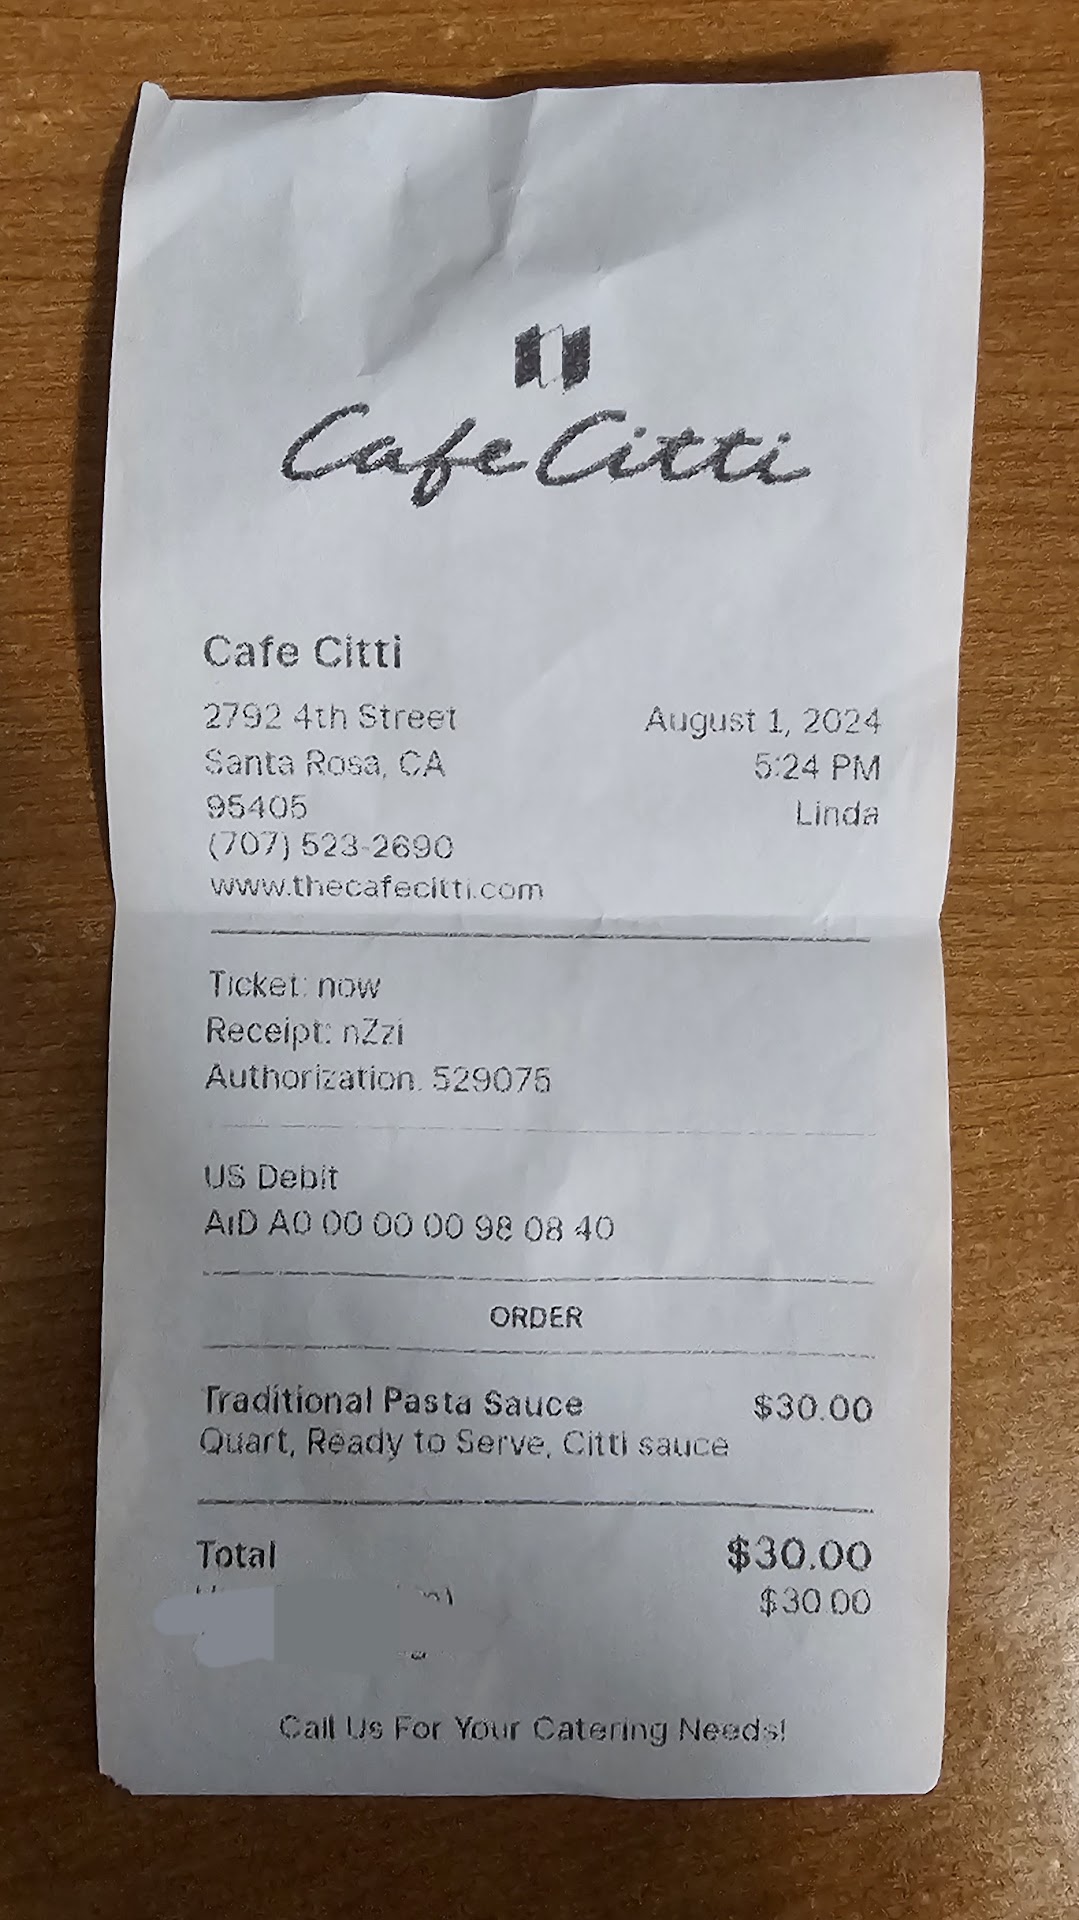 Cafe Citti
Cafe Citti
2792 4th Street
Santa Rosa, CA
95405
(707) 523-2690
www.thecafecitti.com
August 1, 2024
5:24 PM
Linda
Ticket: now
Receipt: nZzi
Authorization: 529075
US Debit
AID A0 00 00 00 98 08 40
ORDER
Traditional Pasta Sauce $30.00
Quart, Ready to Serve, Citti sauce
Total $30.00
$30.00
Call Us For Your Catering Needs!